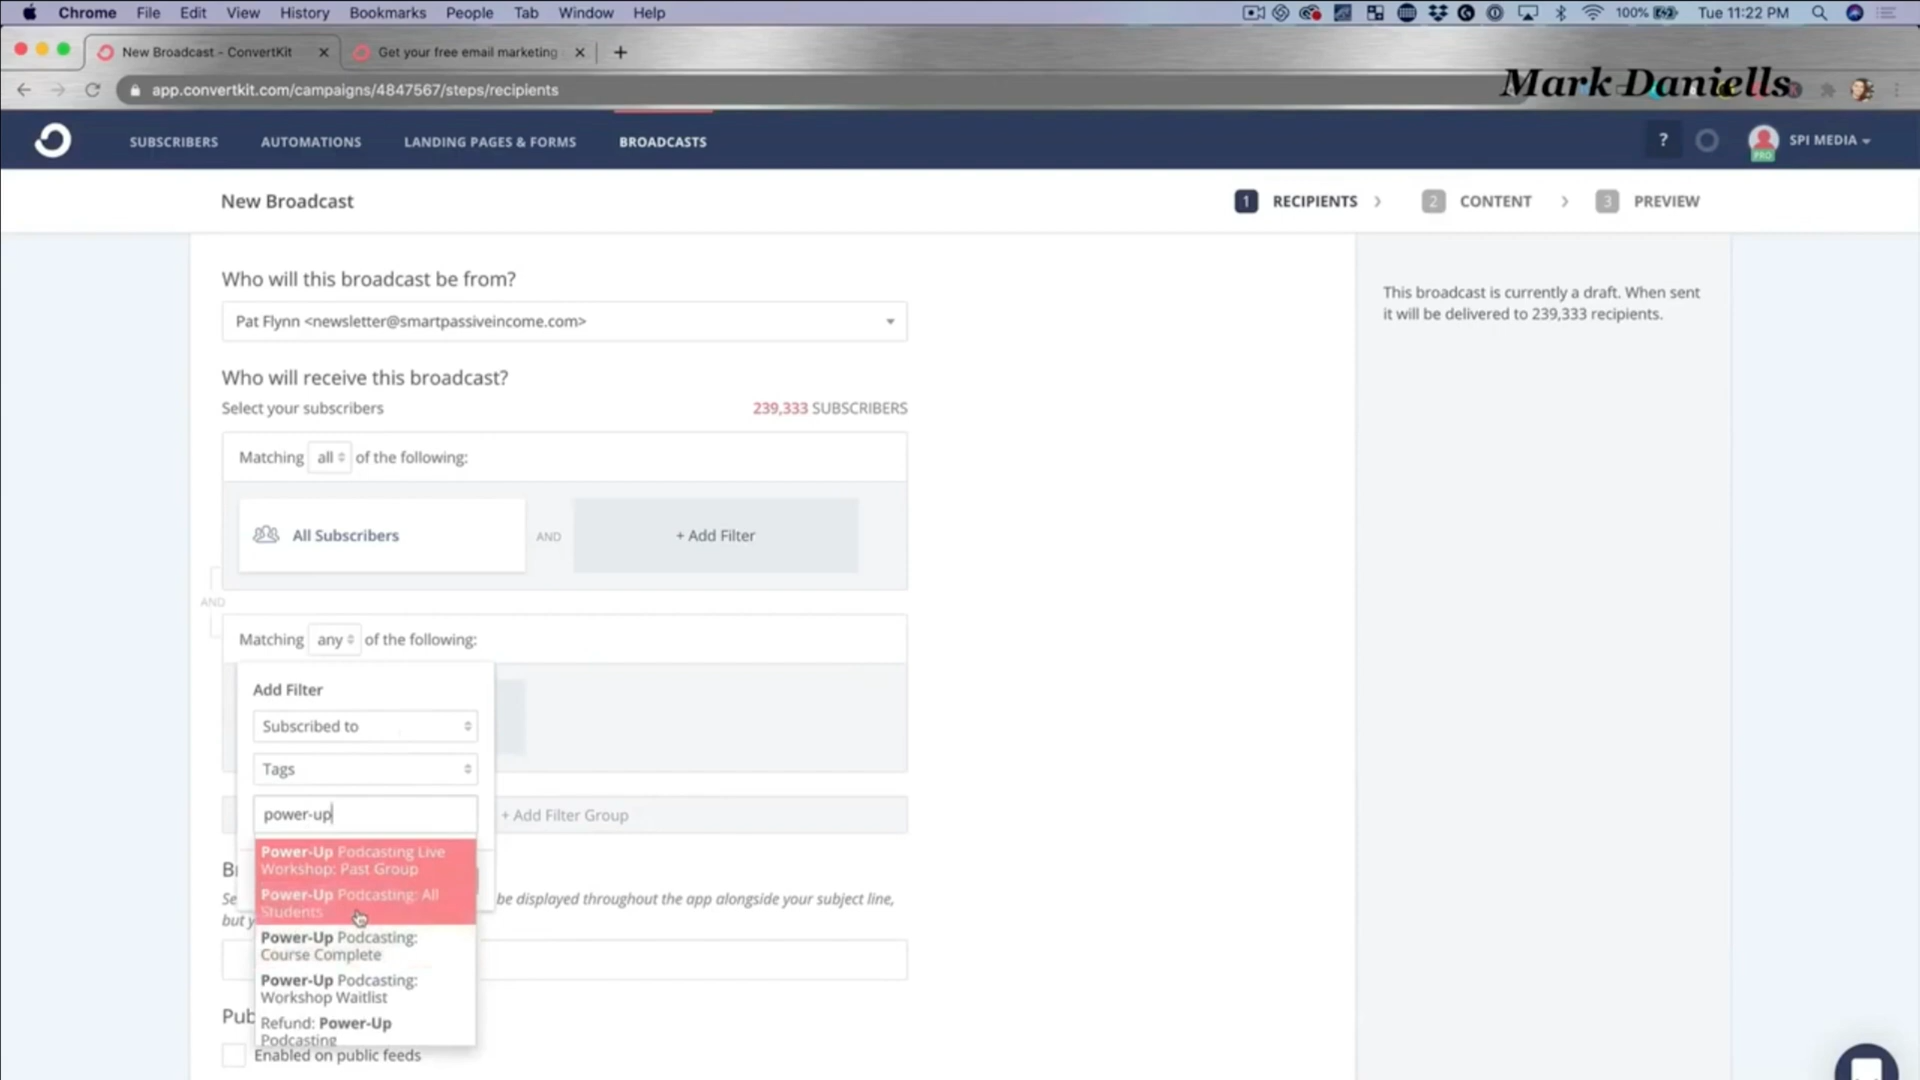 Chrome File Edit View History Bookmarks People Tab Window Help 100% Tue 11:22 PM
New Broadcast - ConvertKit Get your free email marketing
app.convertkit.com/campaigns/4847567/steps/recipients
Mark Daniells
SUBSCRIBERS AUTOMATIONS LANDING PAGES & FORMS BROADCASTS ? PRO SPI MEDIA
New Broadcast 1 RECIPIENTS 2 CONTENT 3 PREVIEW
Who will this broadcast be from?
Pat Flynn <newsletter@smartpassiveincome.com>
This broadcast is currently a draft. When sent
it will be delivered to 239,333 recipients.
Who will receive this broadcast?
Select your subscribers 239,333 SUBSCRIBERS
Matching all of the following:
All Subscribers AND + Add Filter
AND
Matching any of the following:
Add Filter
Subscribed to
Tags
power-up
+ Add Filter Group
Power-Up Podcasting Live
Workshop: Past Group
Power-Up Podcasting: All
Students
be displayed throughout the app alongside your subject line,
Power-Up Podcasting:
Course Complete
Power-Up Podcasting:
Workshop Waitlist
Refund: Power-Up
Podcasting
Enabled on public feeds